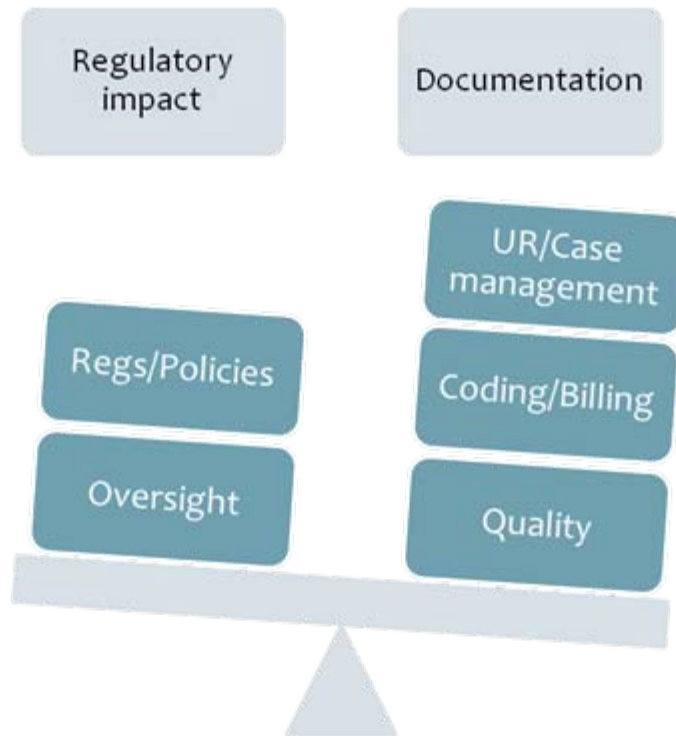 Regulatory
impact
Documentation
UR/Case
management
Regs/Policies
Coding/Billing
Oversight
Quality